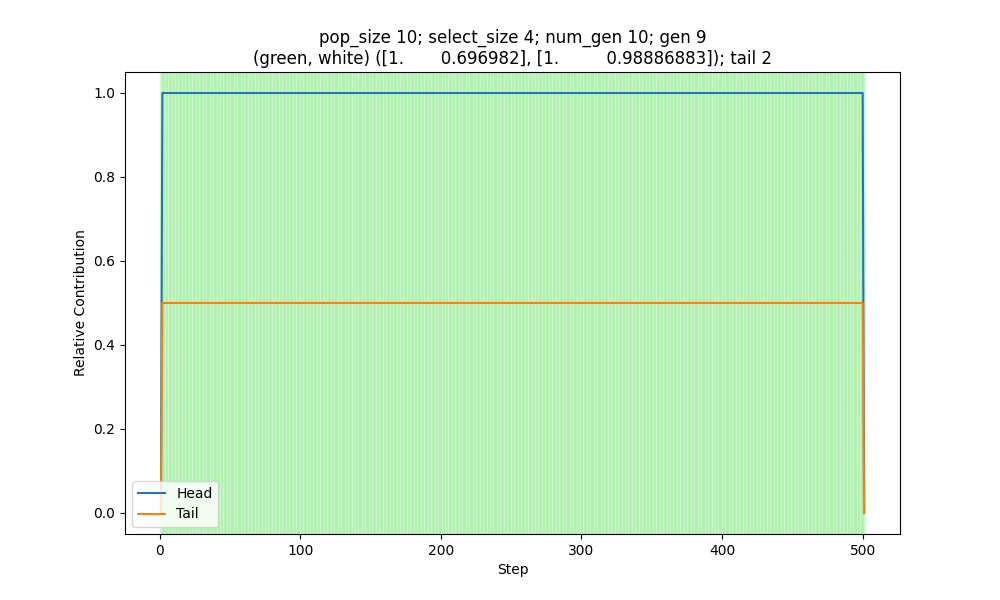 pop_size 10; select_size 4; num_gen 10; gen 9
(green, white) ([1.       0.696982], [1.         0.98886883]); tail 2
Relative Contribution
1.0
0.8
0.6
0.4
0.2
0.0
Head
Tail
0 100 200 300 400 500
Step